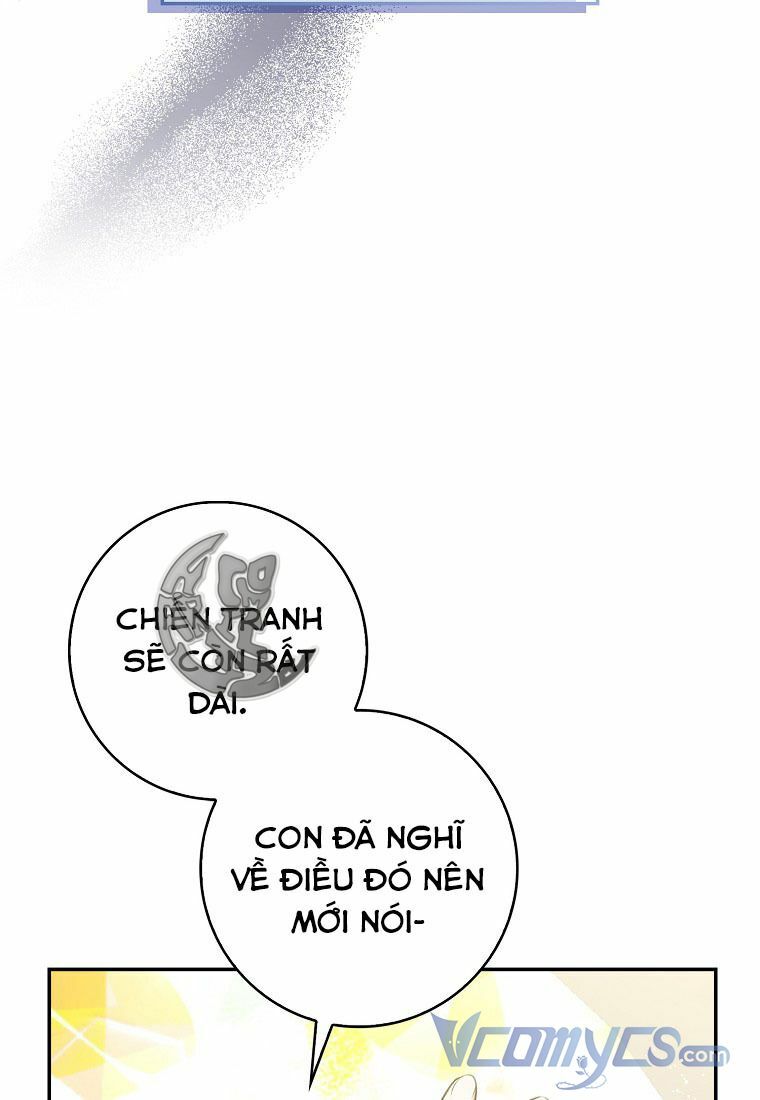 CHIẾN TRANH
SẼ CÒN RẤT
DÀI.
CON ĐÃ NGHĨ
VỀ ĐIỀU ĐÓ NÊN
MỚI NÓI-
VCOMYCS.com